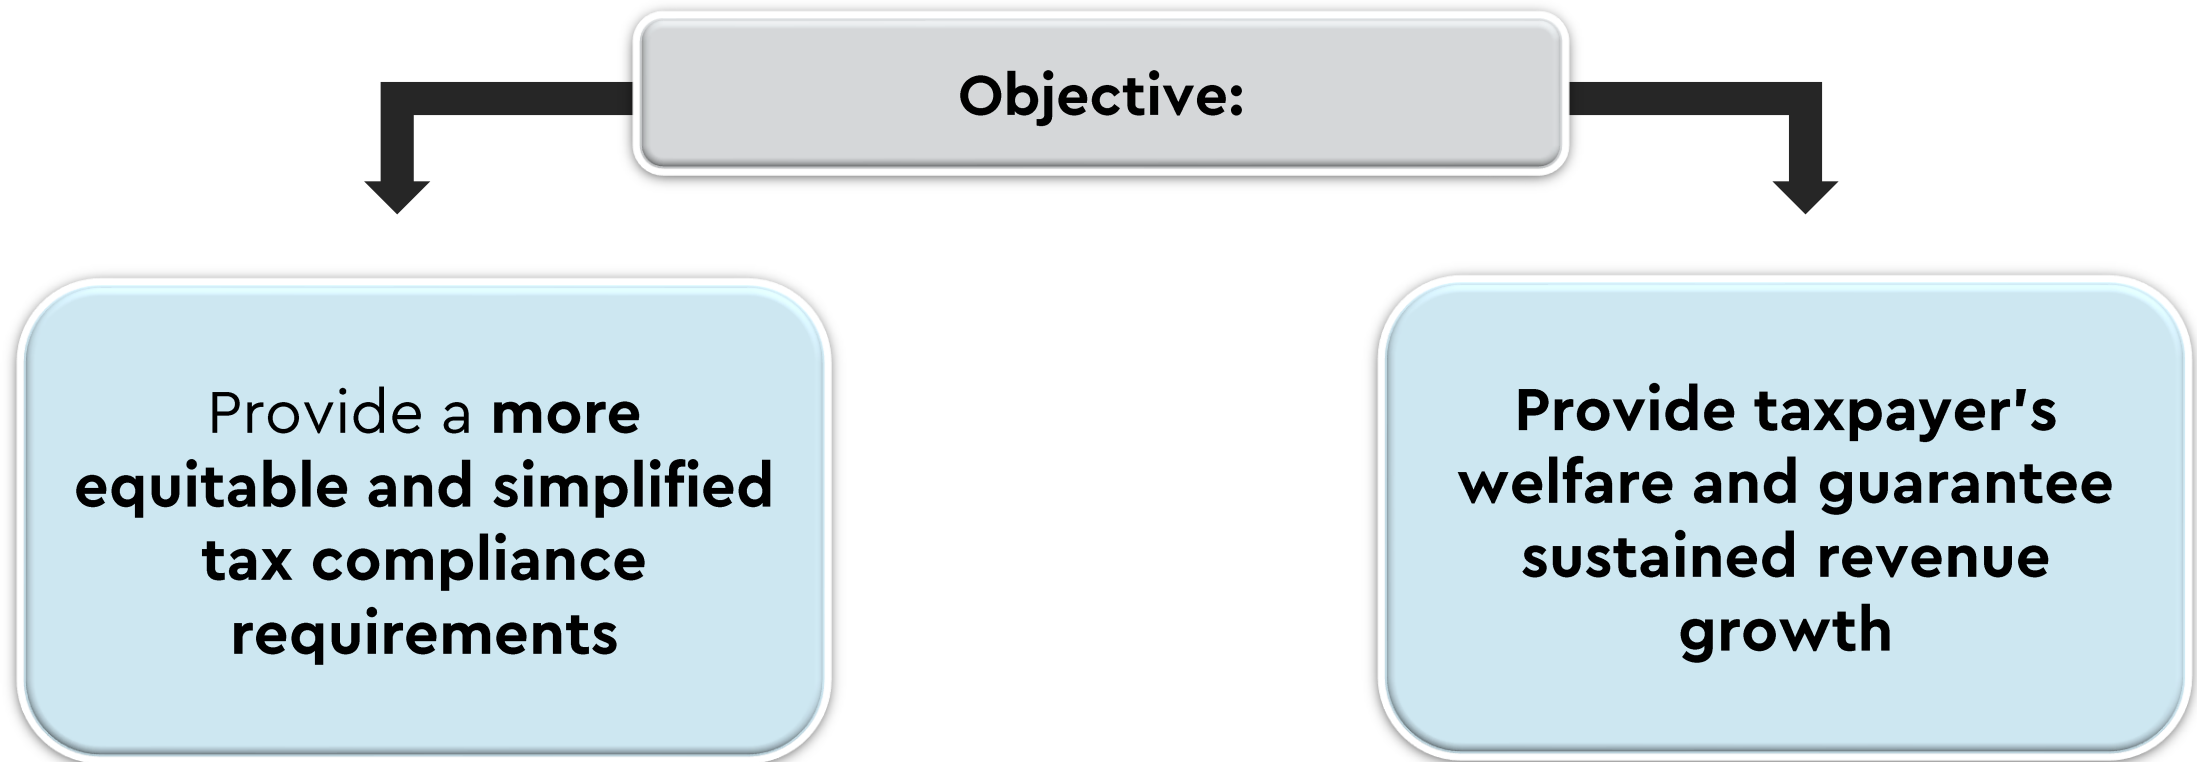 Objective:
Provide a more
equitable and simplified
tax compliance
requirements
Provide taxpayer's
welfare and guarantee
sustained revenue
growth